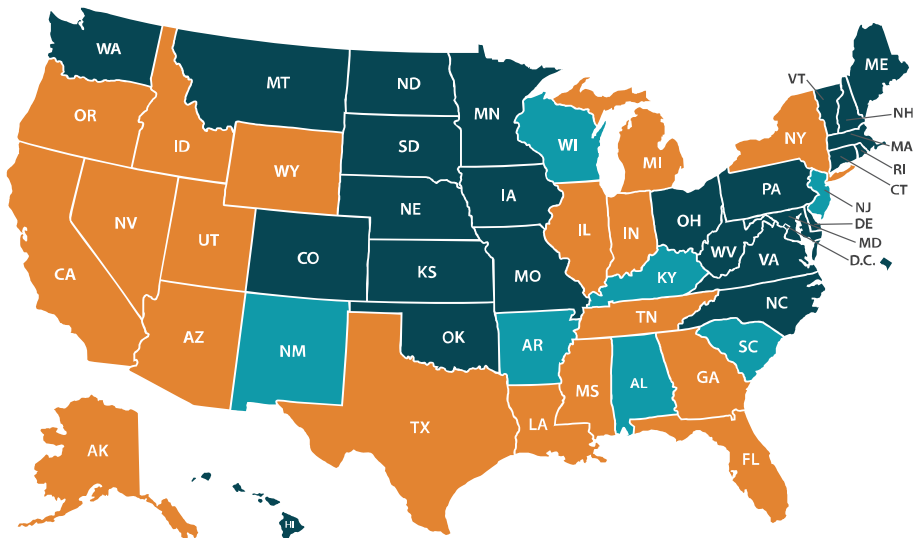 WA
MT
ND
MN
ME
VT
NH
OR
ID
SD
WI
NY
MA
MI
RI
WY
CT
PA
NJ
NE
IA
OH
DE
NV
UT
IL
IN
MD
WV
D.C.
CO
VA
CA
KS
MO
KY
NC
AZ
TN
OK
AR
SC
NM
GA
MS
AL
TX
LA
AK
FL
HI